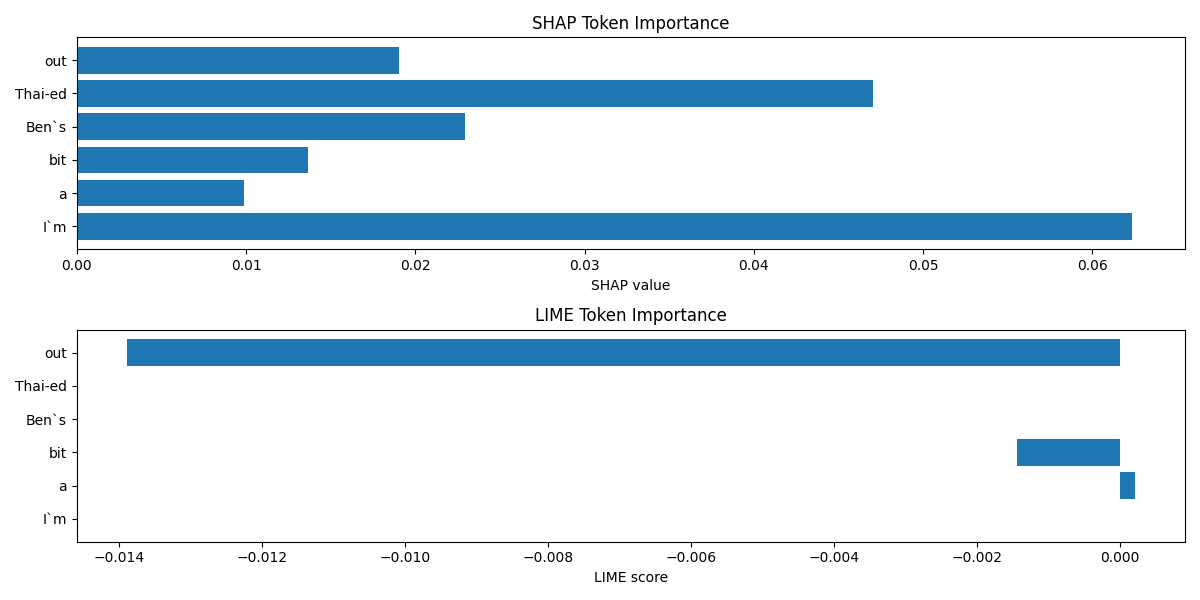 SHAP Token Importance
out
Thai-ed
Ben`s
bit
a
I`m
0.00 0.01 0.02 0.03 0.04 0.05 0.06
SHAP value
LIME Token Importance
out
Thai-ed
Ben`s
bit
a
I`m
−0.014 −0.012 −0.010 −0.008 −0.006 −0.004 −0.002 0.000
LIME score